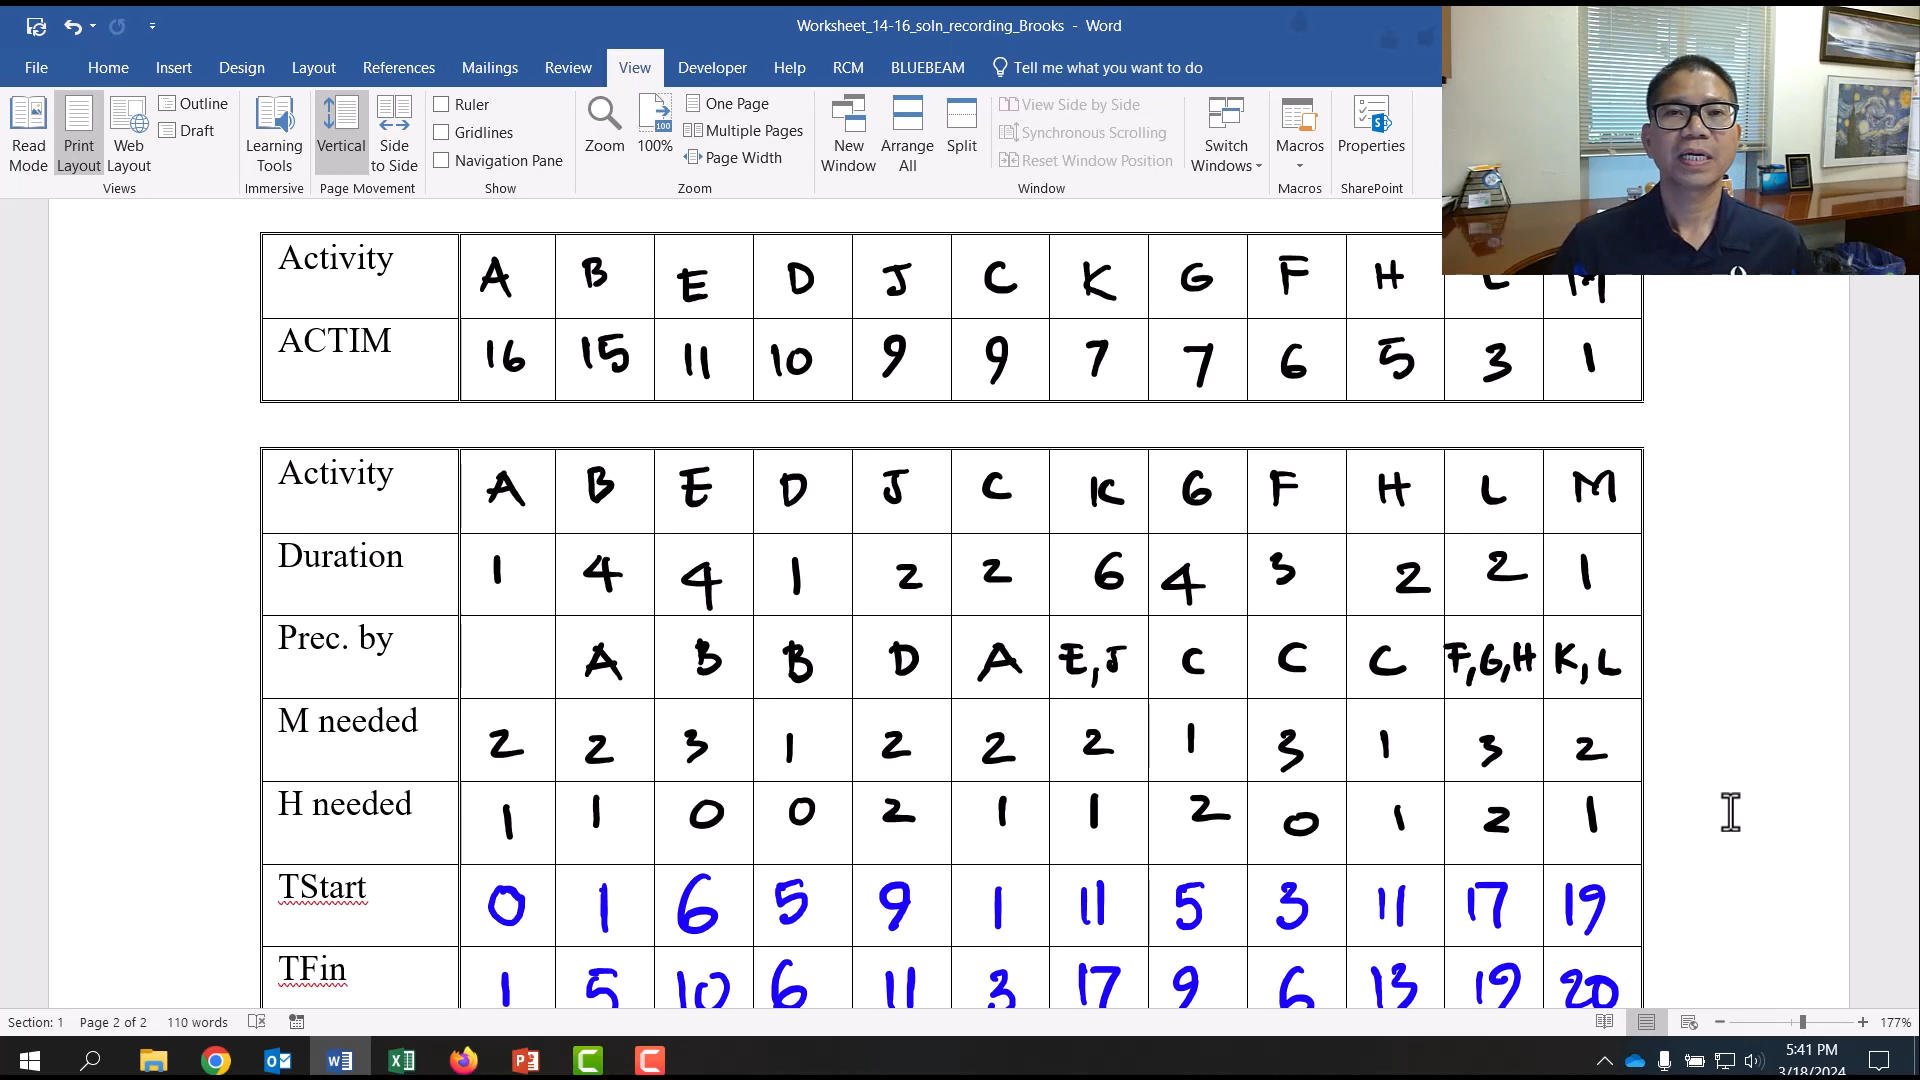 Worksheet_14-16_soln_recording_Brooks - Word
File Home Insert Design Layout References Mailings Review View Developer Help RCM BLUEBEAM Tell me what you want to do
Read Mode
Print Layout
Web Layout
Outline
Draft
Views
Learning Tools
Immersive
Vertical
Side to Side
Page Movement
Ruler
Gridlines
Navigation Pane
Show
Zoom
100
100%
One Page
Multiple Pages
Page Width
Zoom
New Window
Arrange All
Split
View Side by Side
Synchronous Scrolling
Reset Window Position
Switch Windows
Window
Macros
Macros
Properties
SharePoint
Activity A B E D J C K G F H L M
ACTIM 16 15 11 10 9 9 7 7 6 5 3 1
Activity A B E D J C K G F H L M
Duration 1 4 4 1 2 2 6 4 3 2 2 1
Prec. by A B B D A E,J C C C F,G,H K,L
M needed 2 2 3 1 2 2 2 1 3 1 3 2
H needed 1 1 0 0 2 1 1 2 0 1 2 1
TStart 0 1 6 5 9 1 11 5 3 11 17 19
TFin 1 5 10 6 11 3 17 9 6 13 19 20
Section: 1 Page 2 of 2 110 words 177%
5:41 PM
3/18/2024